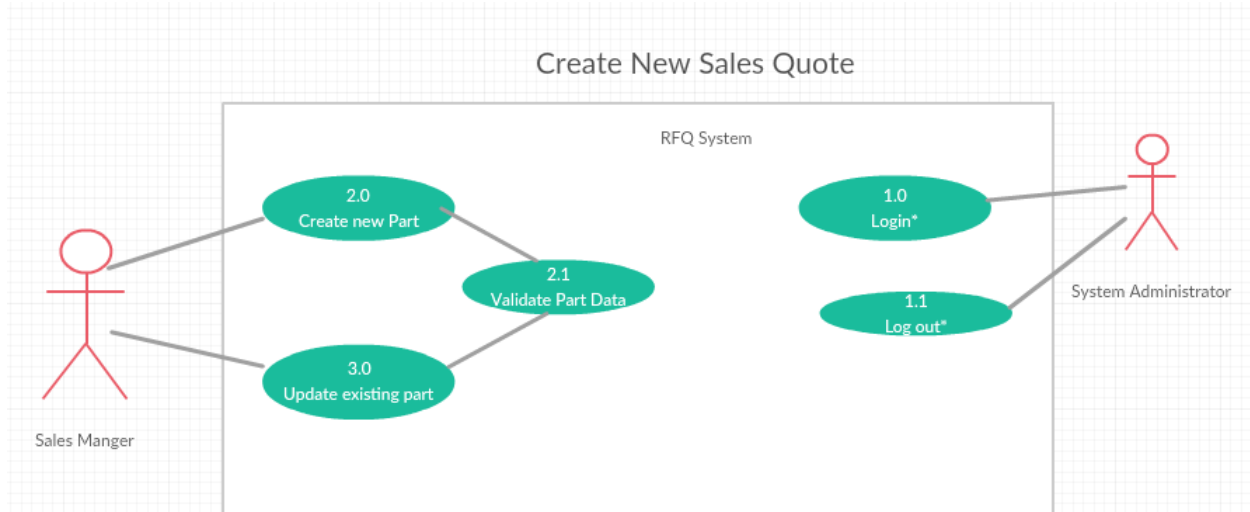 Create New Sales Quote
RFQ System
2.0
Create new Part
1.0
Login*
2.1
Validate Part Data
1.1
Log out*
System Administrator
3.0
Update existing part
Sales Manger